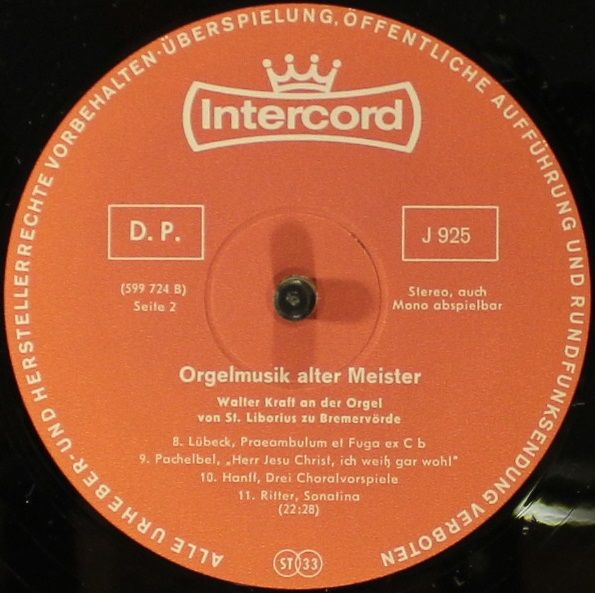 ALLE URHEBER- UND HERSTELLERRECHTE VORBEHALTEN·ÜBERSPIELUNG, ÖFFENTLICHE AUFFÜHRUNG UND RUNDFUNKSENDUNG VERBOTEN
Intercord
D. P.
J 925
(599 724 B)
Seite 2
Stereo, auch
Mono abspielbar
Orgelmusik alter Meister
Walter Kraft an der Orgel
von St. Liborius zu Bremervörde
8. Lübeck, Praeambulum et Fuga ex C b
9. Pachelbel, „Herr Jesu Christ, ich weiß gar wohl"
10. Hanff, Drei Choralvorspiele
11. Ritter, Sonatina
(22:28)
ST 33